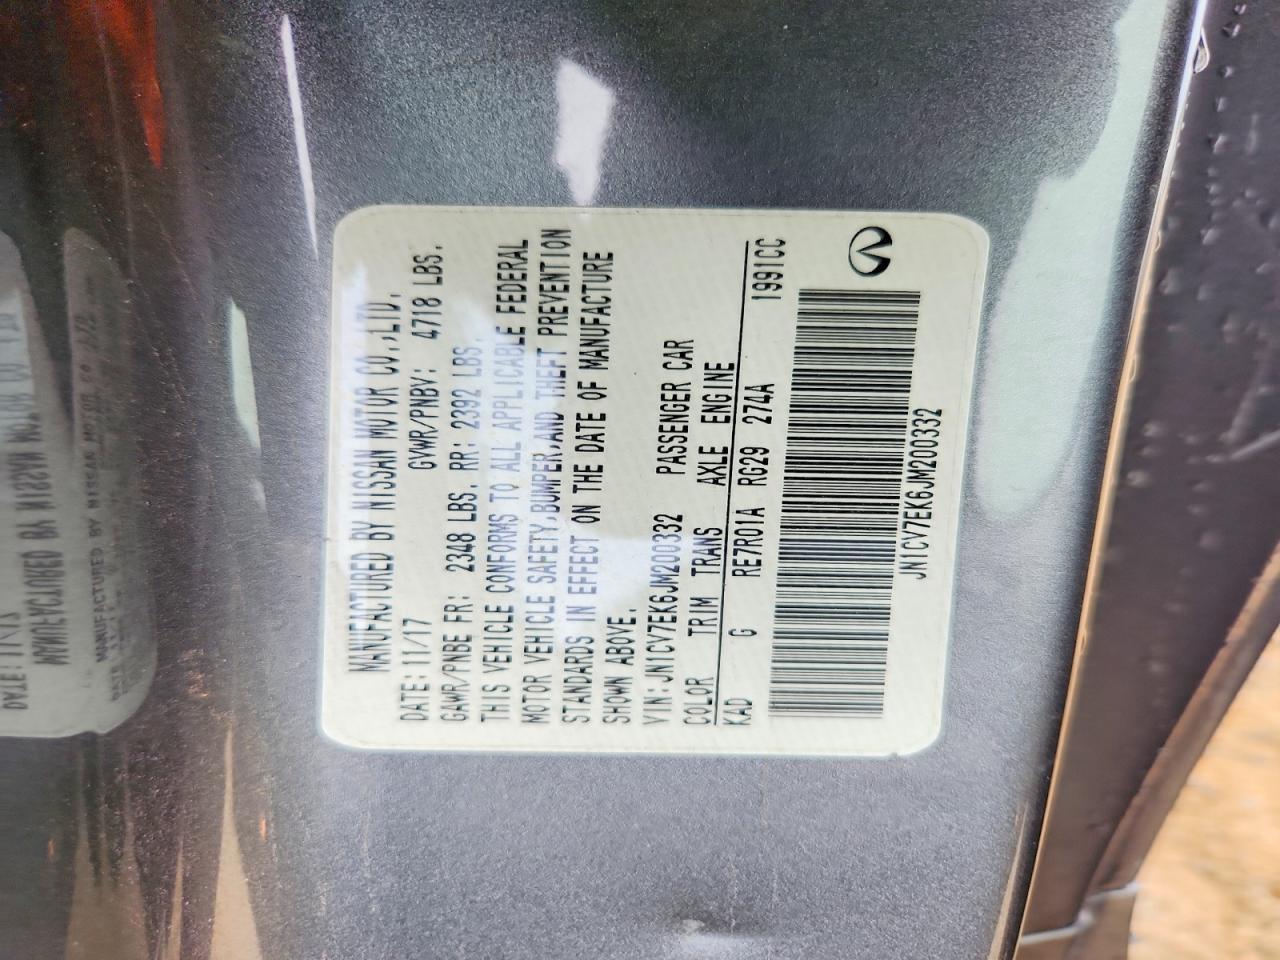 MANUFACTURED BY NISSAN MOTOR CO.,LTD.
DATE:11/17 GVWR/PNBV: 4718 LBS.
GAWR/PNBE FR: 2348 LBS. RR: 2392 LBS.
THIS VEHICLE CONFORMS TO ALL APPLICABLE FEDERAL
MOTOR VEHICLE SAFETY,BUMPER,AND THEFT PREVENTION
STANDARDS IN EFFECT ON THE DATE OF MANUFACTURE
SHOWN ABOVE.
VIN:JN1CV7EK6JM200332 PASSENGER CAR
COLOR TRIM TRANS AXLE ENGINE
KAD G RE7R01A RG29 274A 1991CC
JN1CV7EK6JM200332